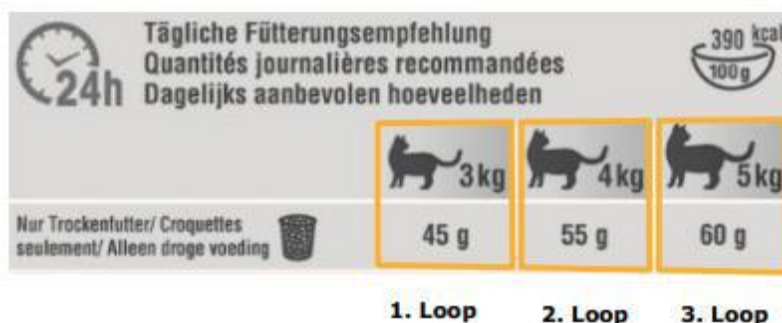 Tägliche Fütterungsempfehlung
Quantités journalières recommandées
Dagelijks aanbevolen hoeveelheden
24h
390 kcal
100g
3kg
4kg
5kg
Nur Trockenfutter/ Croquettes
seulement/ Alleen droge voeding
45 g
55 g
60 g
1. Loop
2. Loop
3. Loop